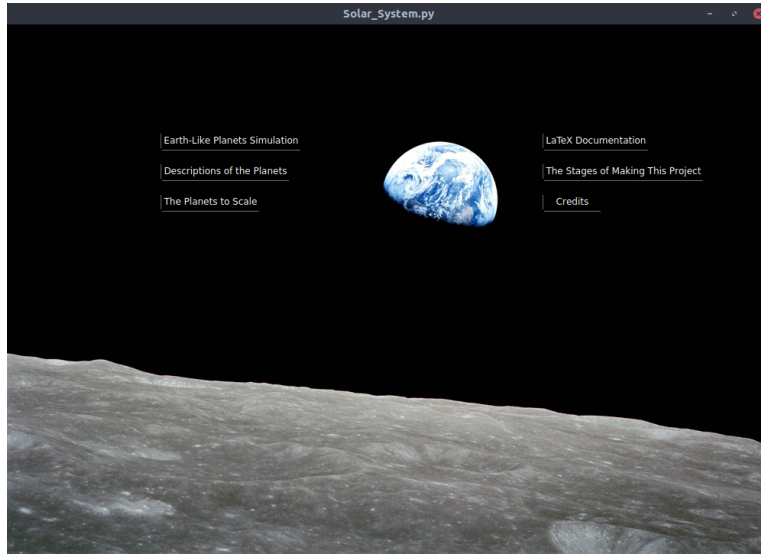 Solar_System.py
Earth-Like Planets Simulation
Descriptions of the Planets
The Planets to Scale
LaTeX Documentation
The Stages of Making This Project
Credits